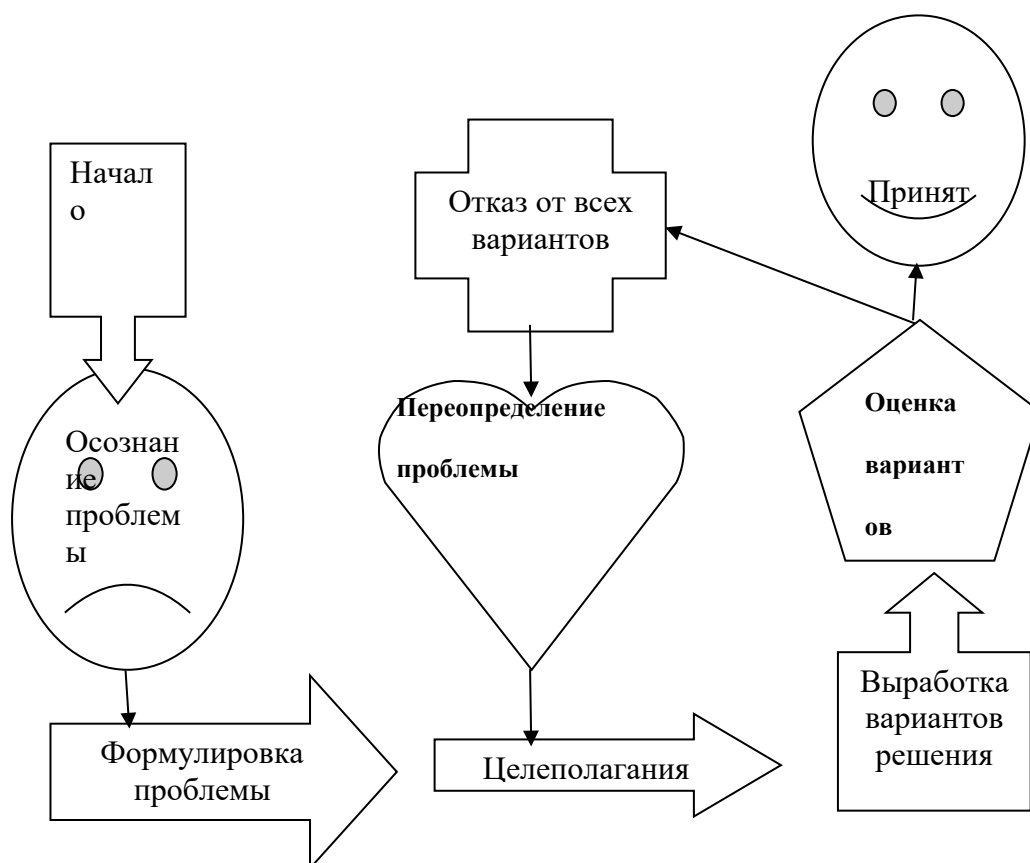 Начал
о
Осознан
ие
проблем
ы
Формулировка
проблемы
Отказ от всех
вариантов
Переопределение
проблемы
Целеполагания
Принят
Оценка
вариант
ов
Выработка
вариантов
решения